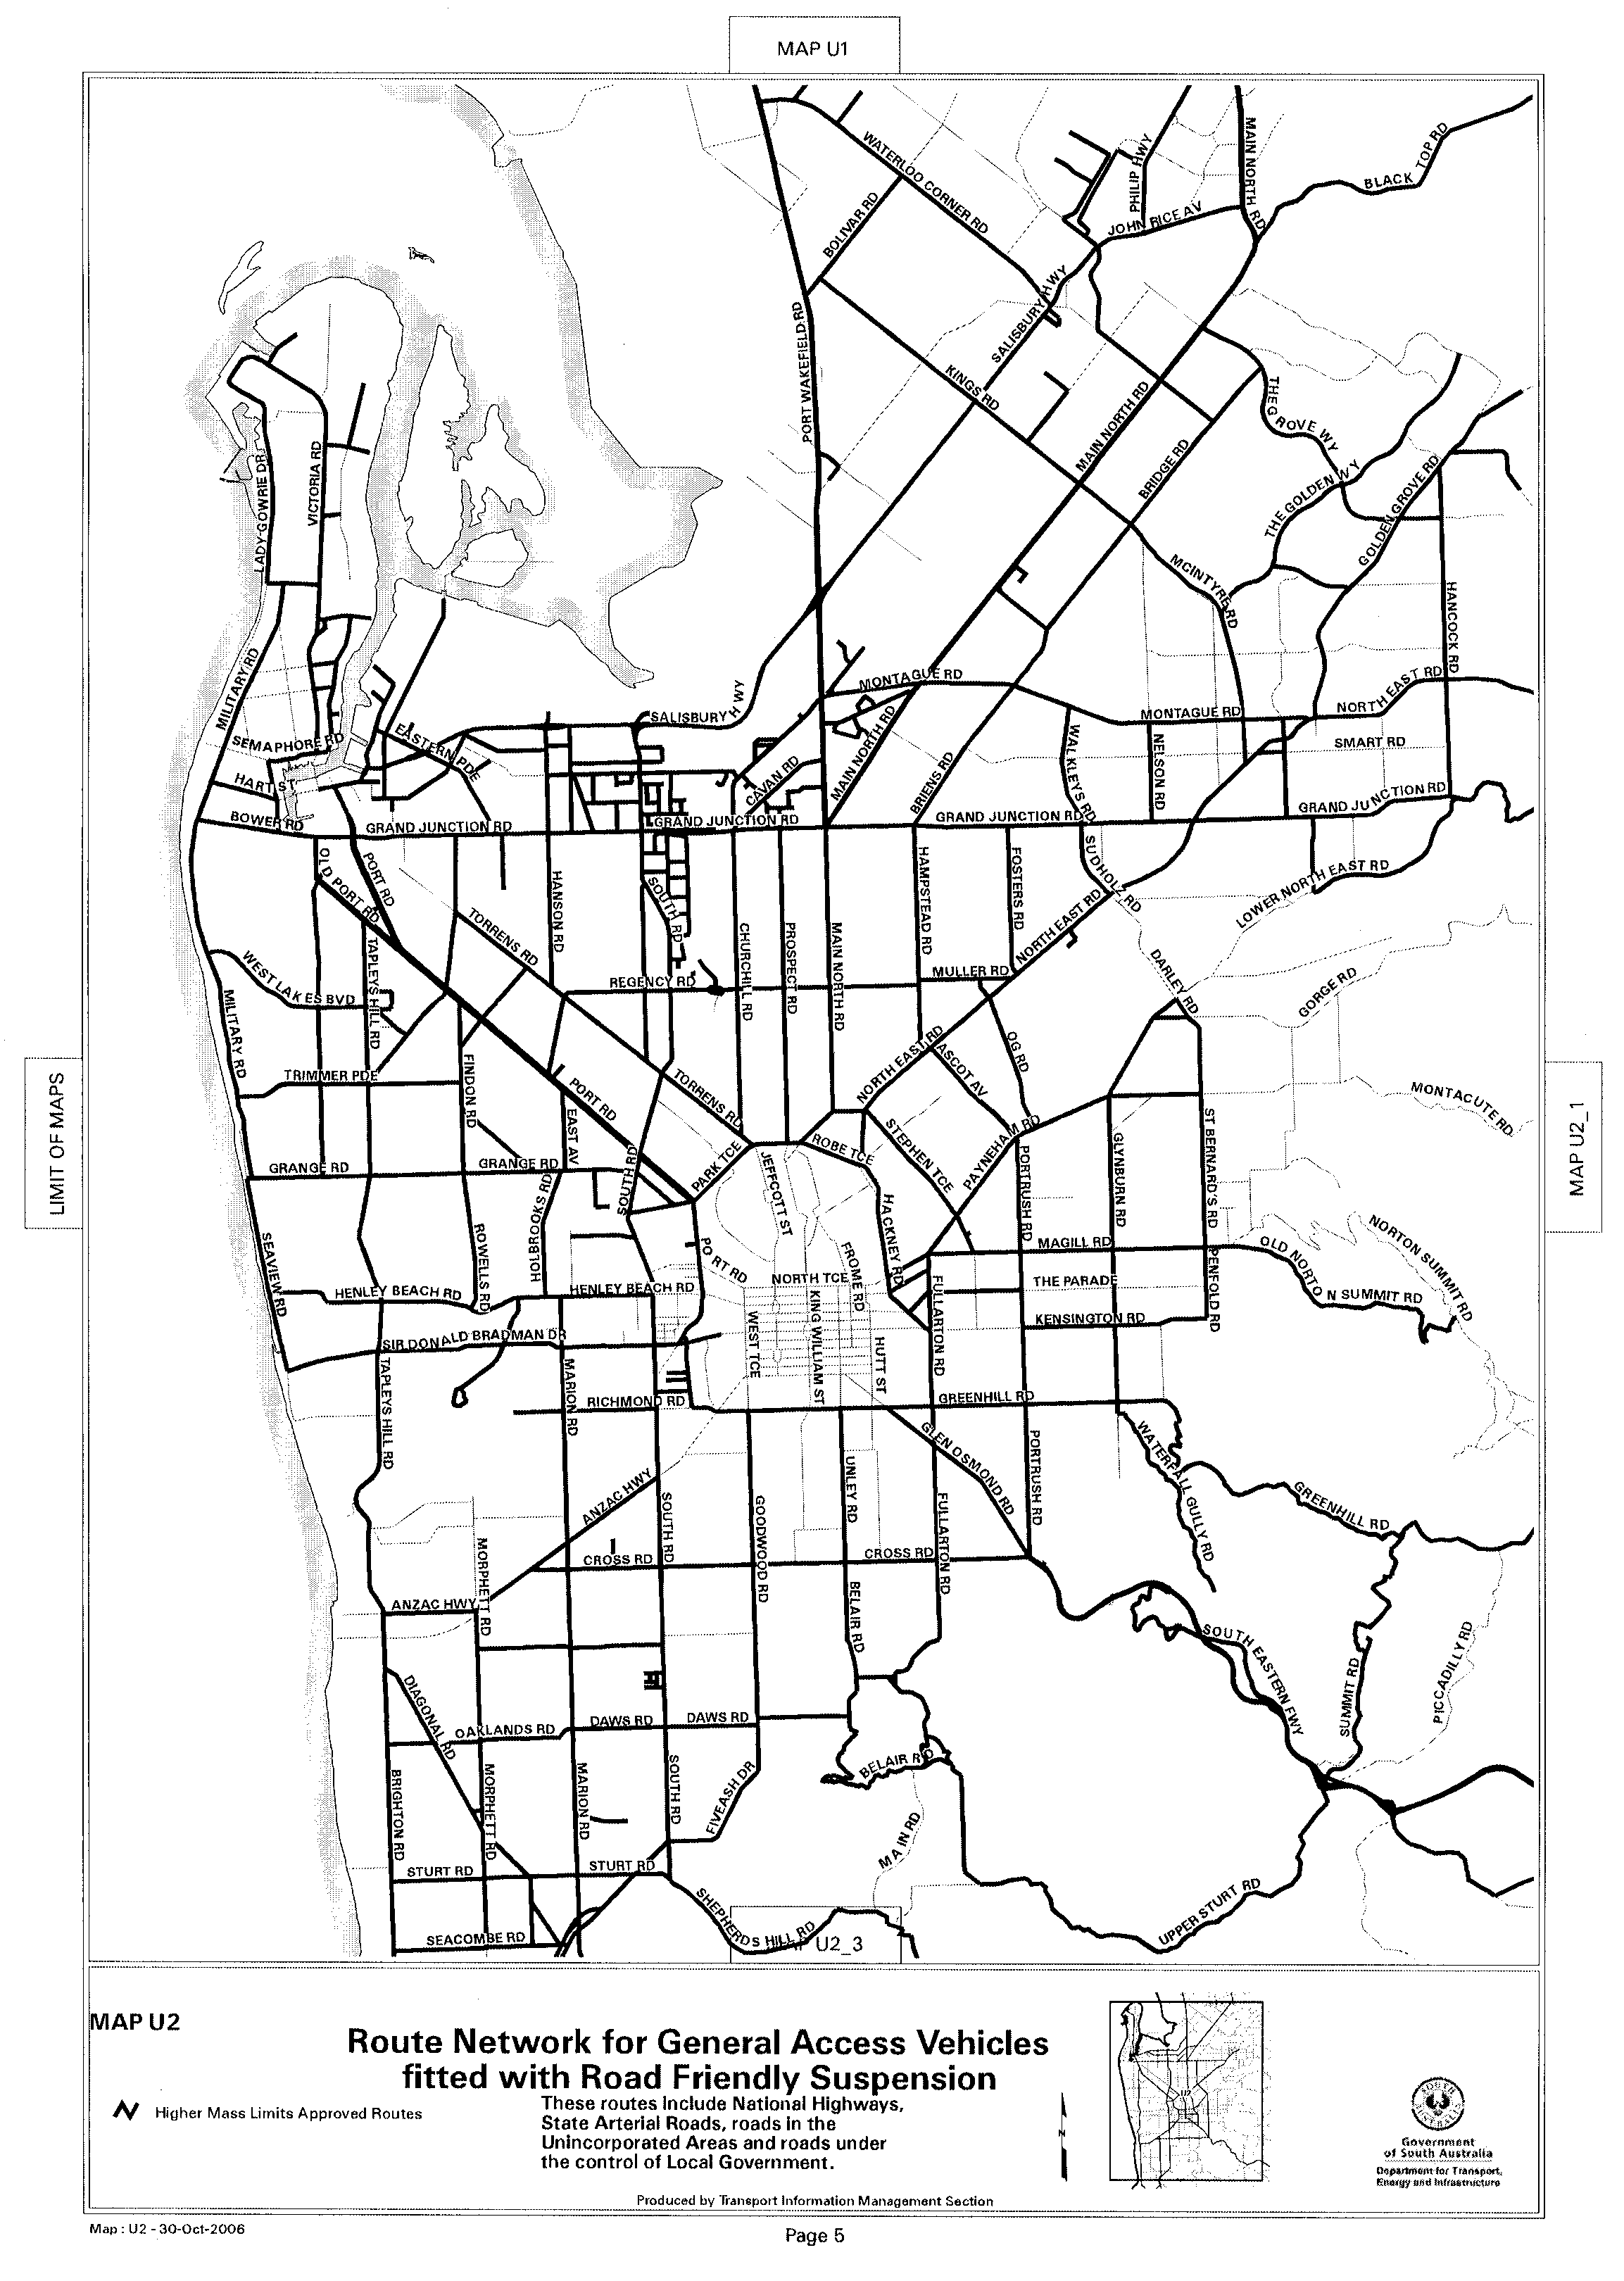 MAP U1
WATERLOO CORNER RD
PHILIP HWY
MAIN NORTH RD
BLACK TOP RD
BOLIVAR RD
JOHN RICE AV
PORT WAKEFIELD RD
SALISBURY HWY
KINGS RD
MAIN NORTH RD
BRIDGE RD
THE GROVE WY
THE GOLDEN WY
GOLDEN GROVE RD
LADY GOWRIE DR
VICTORIA RD
MCINTYRE RD
HANCOCK RD
MILITARY RD
MONTAGUE RD
NORTH EAST RD
SALISBURY HWY
MONTAGUE RD
SEMAPHORE RD
EASTERN PDE
MAIN NORTH RD
WALKLEYS RD
NELSON RD
SMART RD
HART ST
CAVAN RD
BRIENS RD
BOWER RD
GRAND JUNCTION RD
GRAND JUNCTION RD
GRAND JUNCTION RD
GRAND JUNCTION RD
OLD PORT RD
PORT RD
HANSON RD
SOUTH RD
HAMPSTEAD RD
FOSTERS RD
SUDHOLZ RD
LOWER NORTH EAST RD
TORRENS RD
CHURCHILL RD
PROSPECT RD
MAIN NORTH RD
NORTH EAST RD
WEST LAKES BVD
TAPLEYS HILL RD
REGENCY RD
MULLER RD
DARLEY RD
GORGE RD
MILITARY RD
TRIMMER PDE
FINDON RD
PORT RD
TORRENS RD
NORTH EAST RD
ASCOT AV
OG RD
MONTACUTE RD
LIMIT OF MAPS
MAP U2_1
EAST AV
ROBE TCE
STEPHEN TCE
PAYNEHAM RD
GLYNBURN RD
ST BERNARD'S RD
GRANGE RD
GRANGE RD
SOUTH RD
PARK TCE
JEFFCOTT ST
PORTRUSH RD
HOLBROOKS RD
HACKNEY RD
SEAVIEW RD
ROWELLS RD
PORT RD
FROME RD
MAGILL RD
PENFOLD RD
OLD NORTON SUMMIT RD
NORTON SUMMIT RD
HENLEY BEACH RD
HENLEY BEACH RD
NORTH TCE
THE PARADE
FULLARTON RD
KENSINGTON RD
SIR DONALD BRADMAN DR
WEST TCE
KING WILLIAM ST
HUTT ST
TAPLEYS HILL RD
MARION RD
RICHMOND RD
GREENHILL RD
GLEN OSMOND RD
PORTRUSH RD
WATERFALL GULLY RD
GREENHILL RD
ANZAC HWY
SOUTH RD
GOODWOOD RD
UNLEY RD
FULLARTON RD
MORPHETT RD
CROSS RD
CROSS RD
ANZAC HWY
BELAIR RD
SOUTH EASTERN FWY
SUMMIT RD
PICCADILLY RD
DIAGONAL RD
OAKLANDS RD
DAWS RD
DAWS RD
BELAIR RD
BRIGHTON RD
MORPHETT RD
MARION RD
SOUTH RD
FIVEASH DR
MAIN RD
STURT RD
STURT RD
SHEPHERDS HILL RD
UPPER STURT RD
SEACOMBE RD
U2_3
MAP U2
Route Network for General Access Vehicles
fitted with Road Friendly Suspension
Higher Mass Limits Approved Routes
These routes include National Highways,
State Arterial Roads, roads in the
Unincorporated Areas and roads under
the control of Local Government.
N
U2
Government
of South Australia
Department for Transport,
Energy and Infrastructure
Produced by Transport Information Management Section
Map : U2 - 30-Oct-2006
Page 5